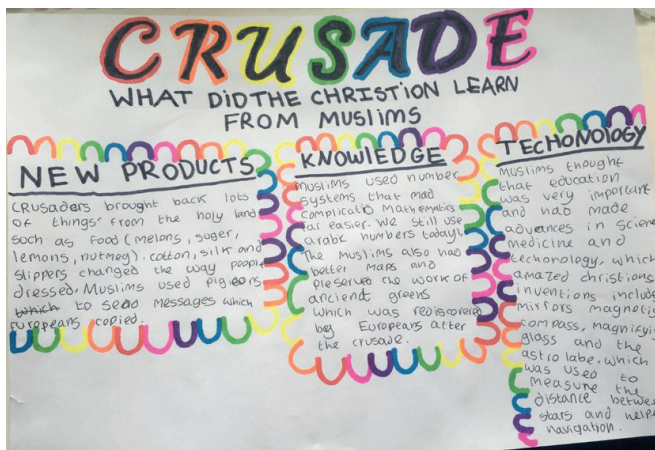 CRUSADE
WHAT DID THE CHRISTION LEARN
FROM MUSLIMS
NEW PRODUCTS
CRUSADERS brought back lots
of things from the holy land
such as food (melons, suger,
lemons, nutmeg). cotton, silk and
slippers changed the way people
dressed. Muslims used pigeons
which to send messages which
europeans copied.
KNOWLEDGE
muslims used number
systems that mad
complicatio mathematics
easier. We still use
arabic numbers today!
The muslims also had
better maps and
preserved the work of
ancient greeks
which was rediscovered
by Europeans after
the crusade.
TECHONOLOGY
Muslims thought
that education
was very important
and had made
advances in scien
medicine and
techonology, which
amazed christions
inventions include
mirrors magnetic
compass, magnifyi
glass and the
astro labe, which
was used to
measure the
distance betwe
stars and helpe
navigation.